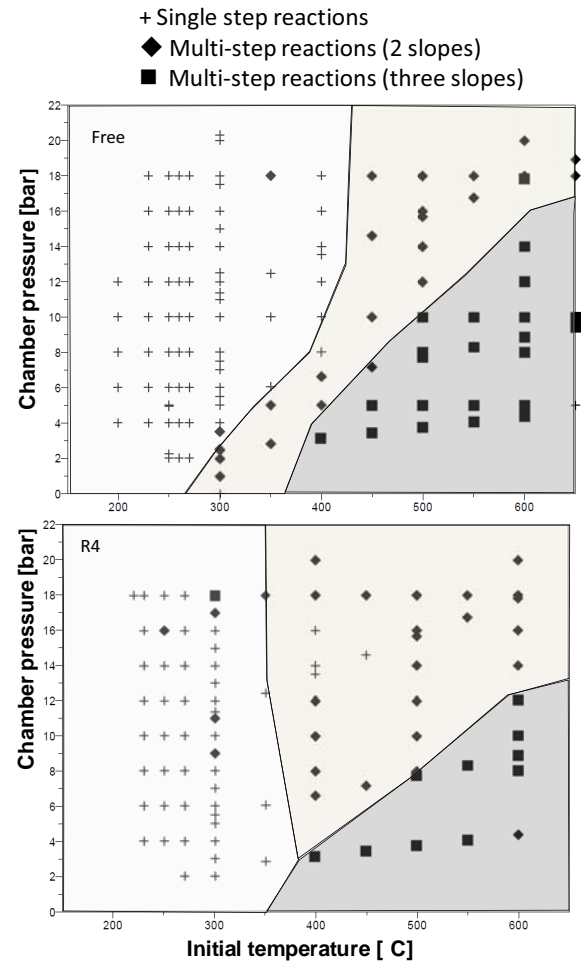 + Single step reactions
◆ Multi-step reactions (2 slopes)
■ Multi-step reactions (three slopes)
22
Free
20
18
16
14
12
10
8
6
4
2
0
Chamber pressure [bar]
200 300 400 500 600
22
R4
20
18
16
14
12
10
8
6
4
2
0
Chamber pressure [bar]
200 300 400 500 600
Initial temperature [ C]